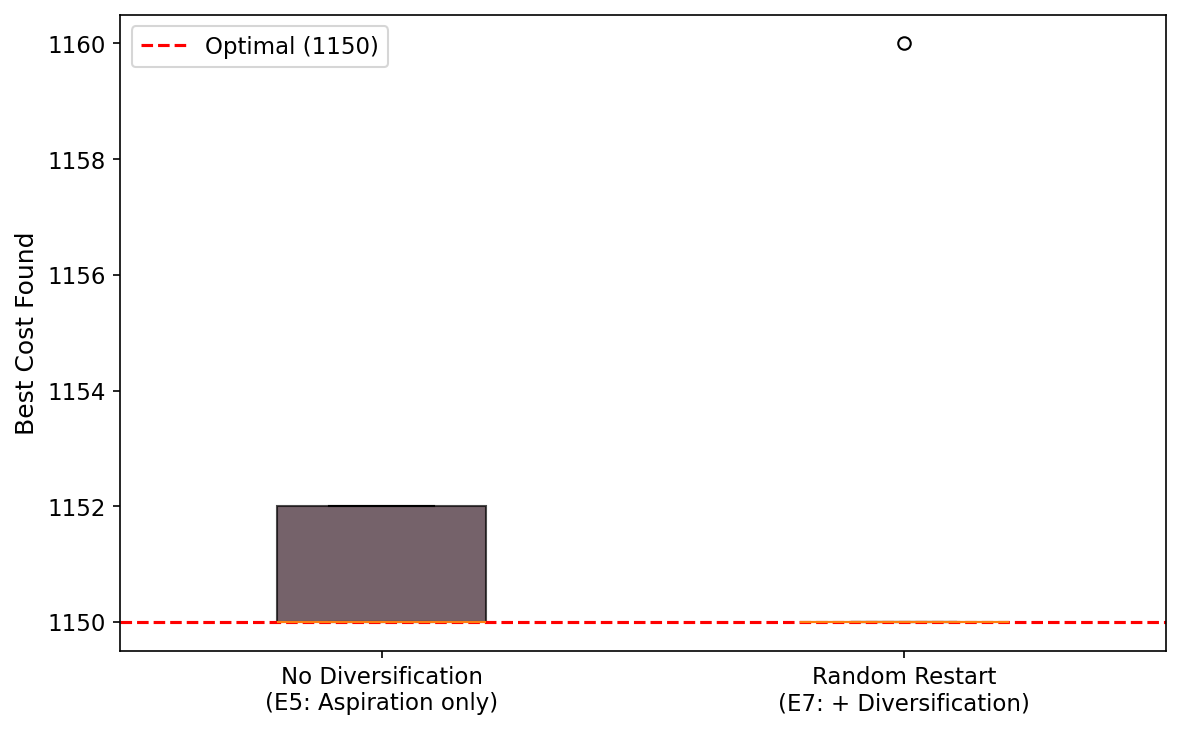 Optimal (1150)
1160
1158
1156
1154
1152
1150
Best Cost Found
No Diversification
(E5: Aspiration only)
Random Restart
(E7: + Diversification)